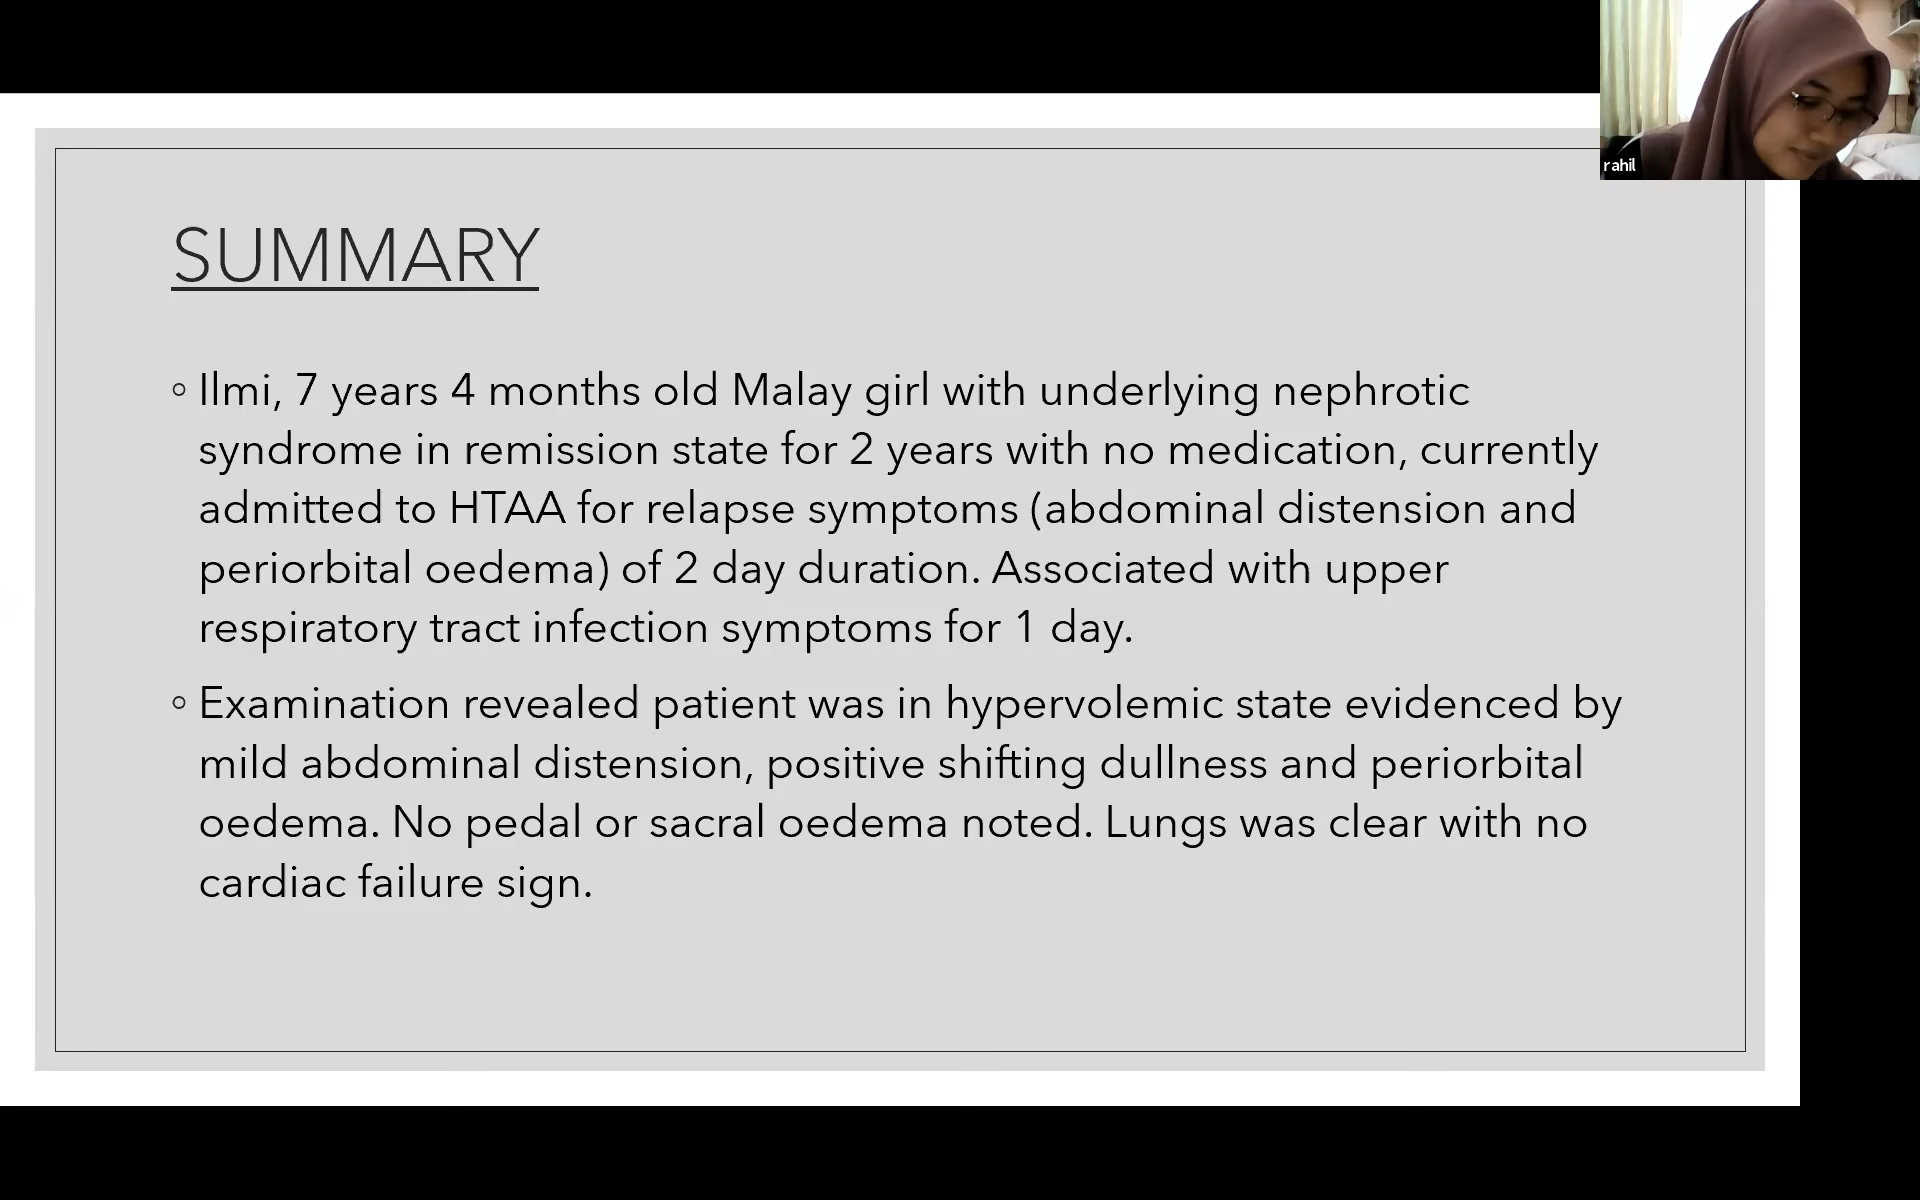 rahil
SUMMARY
◦ Ilmi, 7 years 4 months old Malay girl with underlying nephrotic
syndrome in remission state for 2 years with no medication, currently
admitted to HTAA for relapse symptoms (abdominal distension and
periorbital oedema) of 2 day duration. Associated with upper
respiratory tract infection symptoms for 1 day.
◦ Examination revealed patient was in hypervolemic state evidenced by
mild abdominal distension, positive shifting dullness and periorbital
oedema. No pedal or sacral oedema noted. Lungs was clear with no
cardiac failure sign.